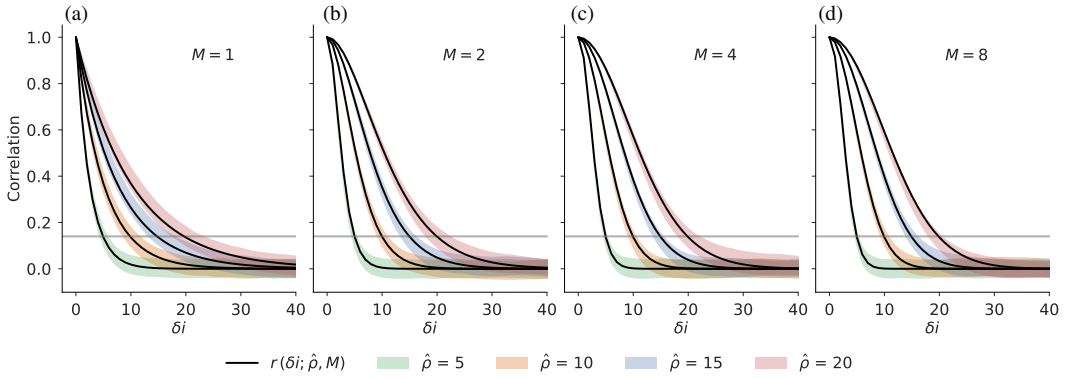 (a) (b) (c) (d)
M = 1 M = 2 M = 4 M = 8
Correlation
1.0
0.8
0.6
0.4
0.2
0.0
0 10 20 30 40 0 10 20 30 40 0 10 20 30 40 0 10 20 30 40
δi δi δi δi
r (δi; ρ̂, M) ρ̂ = 5 ρ̂ = 10 ρ̂ = 15 ρ̂ = 20